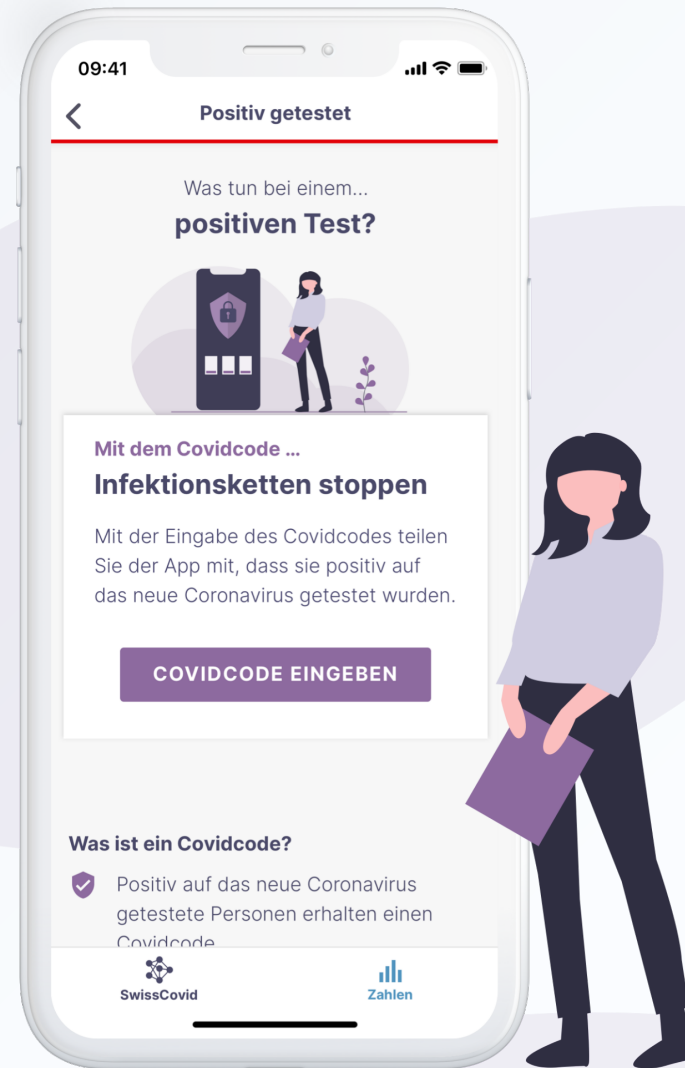 09:41
Positiv getestet
Was tun bei einem...
positiven Test?
Mit dem Covidcode ...
Infektionsketten stoppen
Mit der Eingabe des Covidcodes teilen
Sie der App mit, dass sie positiv auf
das neue Coronavirus getestet wurden.
COVIDCODE EINGEBEN
Was ist ein Covidcode?
Positiv auf das neue Coronavirus
getestete Personen erhalten einen
Covidcode
SwissCovid
Zahlen